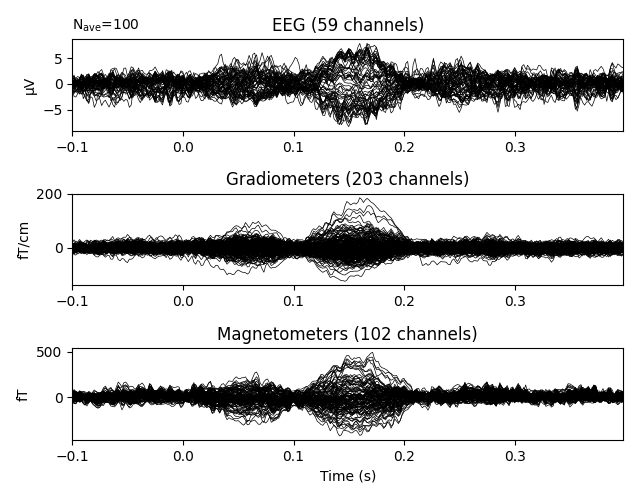 Nave=100
EEG (59 channels)
5
0
−5
µV
−0.1 0.0 0.1 0.2 0.3
Gradiometers (203 channels)
200
0
fT/cm
−0.1 0.0 0.1 0.2 0.3
Magnetometers (102 channels)
500
0
fT
−0.1 0.0 0.1 0.2 0.3
Time (s)